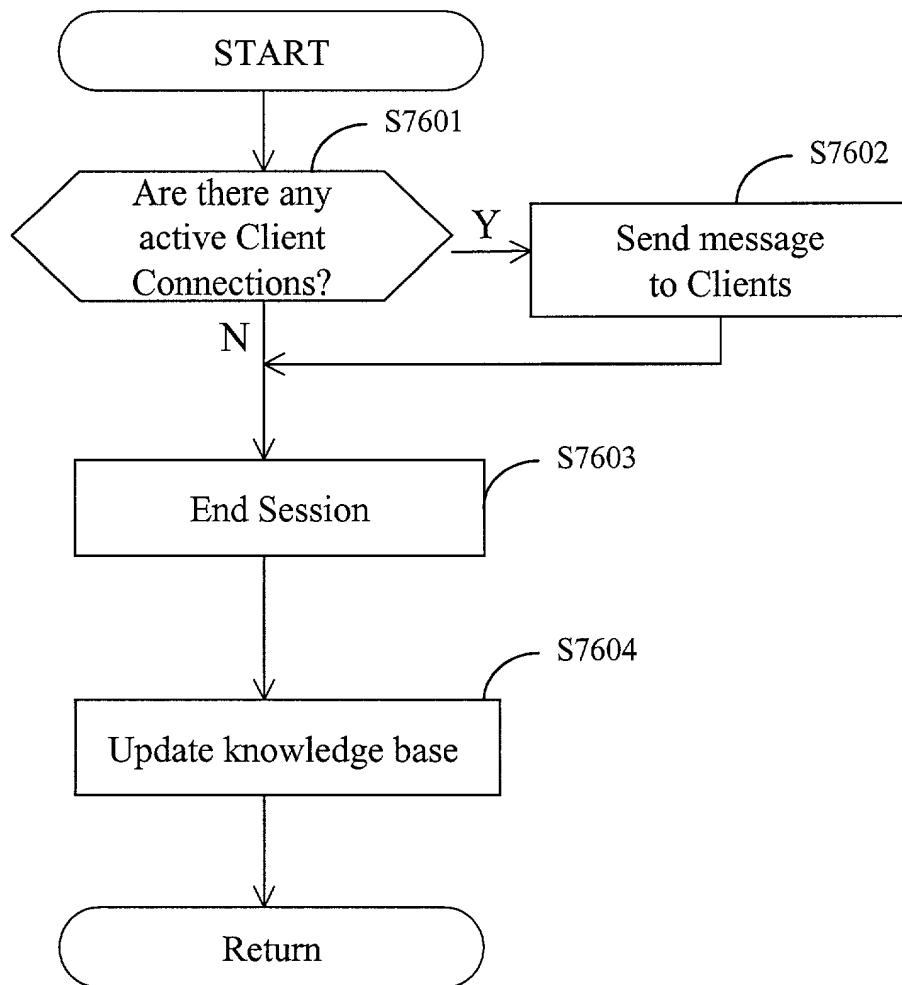 START
S7601
Are there any
active Client
Connections?
Y
S7602
Send message
to Clients
N
S7603
End Session
S7604
Update knowledge base
Return